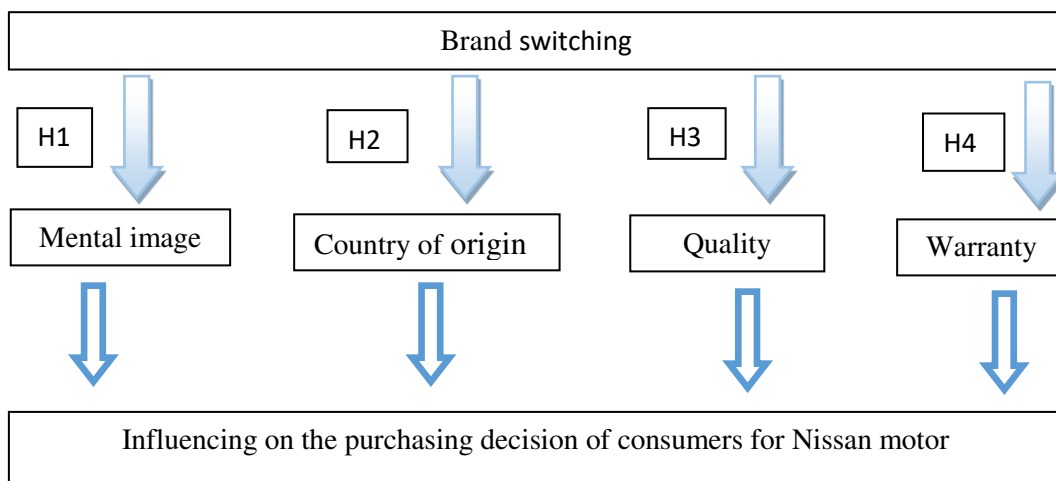 Brand switching
H1
H2
H3
H4
Mental image
Country of origin
Quality
Warranty
Influencing on the purchasing decision of consumers for Nissan motor